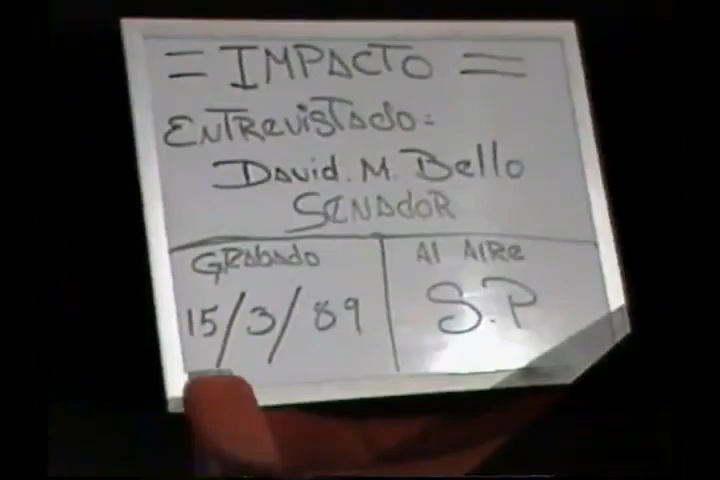 = IMPACTO =
ENTREVISTADO:
David. M. Bello
SENADOR
GRABADO
Al AIRE
15/3/89
S.P